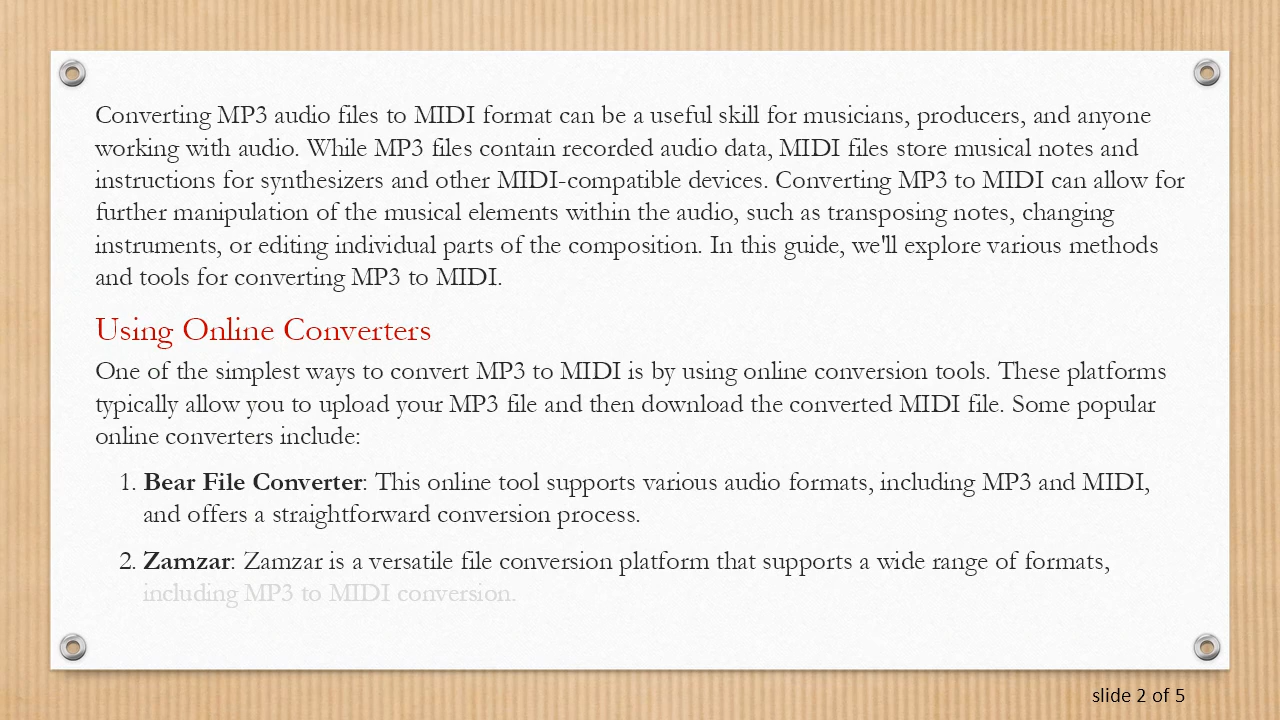 Converting MP3 audio files to MIDI format can be a useful skill for musicians, producers, and anyone
working with audio. While MP3 files contain recorded audio data, MIDI files store musical notes and
instructions for synthesizers and other MIDI-compatible devices. Converting MP3 to MIDI can allow for
further manipulation of the musical elements within the audio, such as transposing notes, changing
instruments, or editing individual parts of the composition. In this guide, we'll explore various methods
and tools for converting MP3 to MIDI.
Using Online Converters
One of the simplest ways to convert MP3 to MIDI is by using online conversion tools. These platforms
typically allow you to upload your MP3 file and then download the converted MIDI file. Some popular
online converters include:
1. Bear File Converter: This online tool supports various audio formats, including MP3 and MIDI,
and offers a straightforward conversion process.
2. Zamzar: Zamzar is a versatile file conversion platform that supports a wide range of formats,
including MP3 to MIDI conversion.
slide 2 of 5